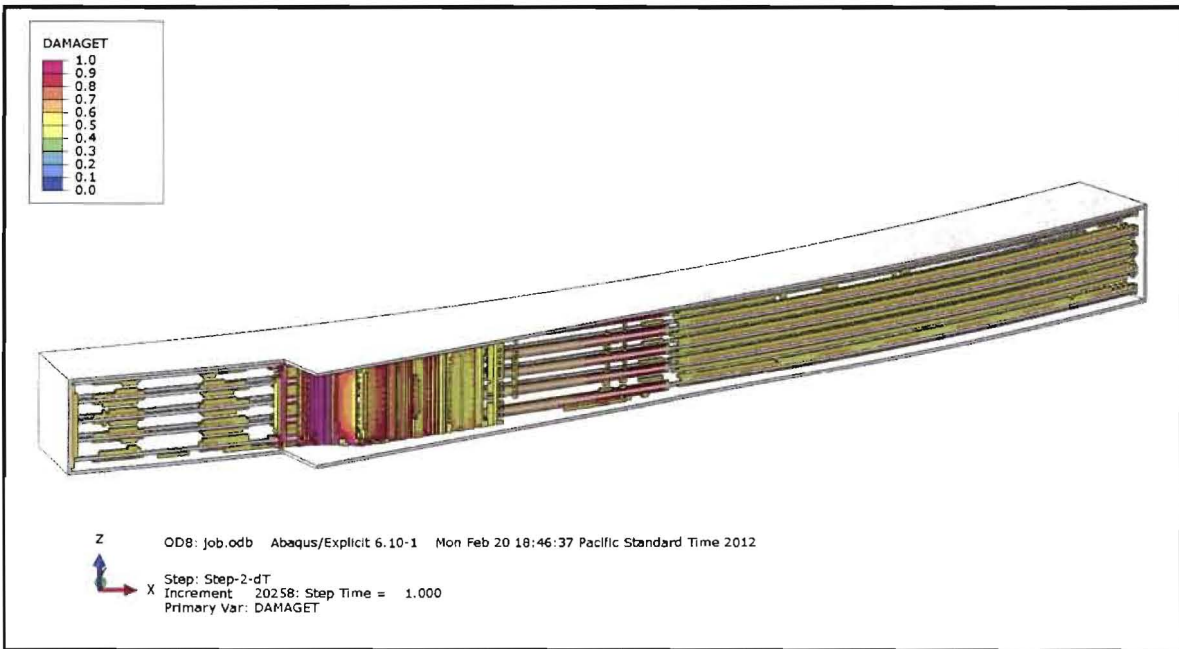 DAMAGET
1.0
0.9
0.8
0.7
0.6
0.5
0.4
0.3
0.2
0.1
0.0
Z
X
ODB: job.odb Abaqus/Explicit 6.10-1 Mon Feb 20 18:46:37 Pacific Standard Time 2012
Step: Step-2-dT
Increment 20258: Step Time = 1.000
Primary Var: DAMAGET